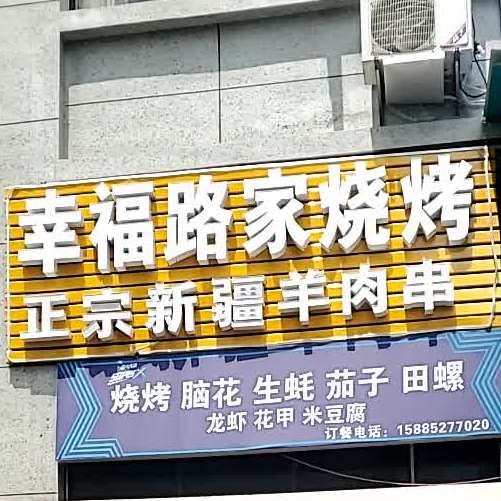 幸福路家烧烤
正宗新疆羊肉串
烧烤 脑花 生蚝 茄子 田螺
龙虾 花甲 米豆腐
订餐电话：15885277020